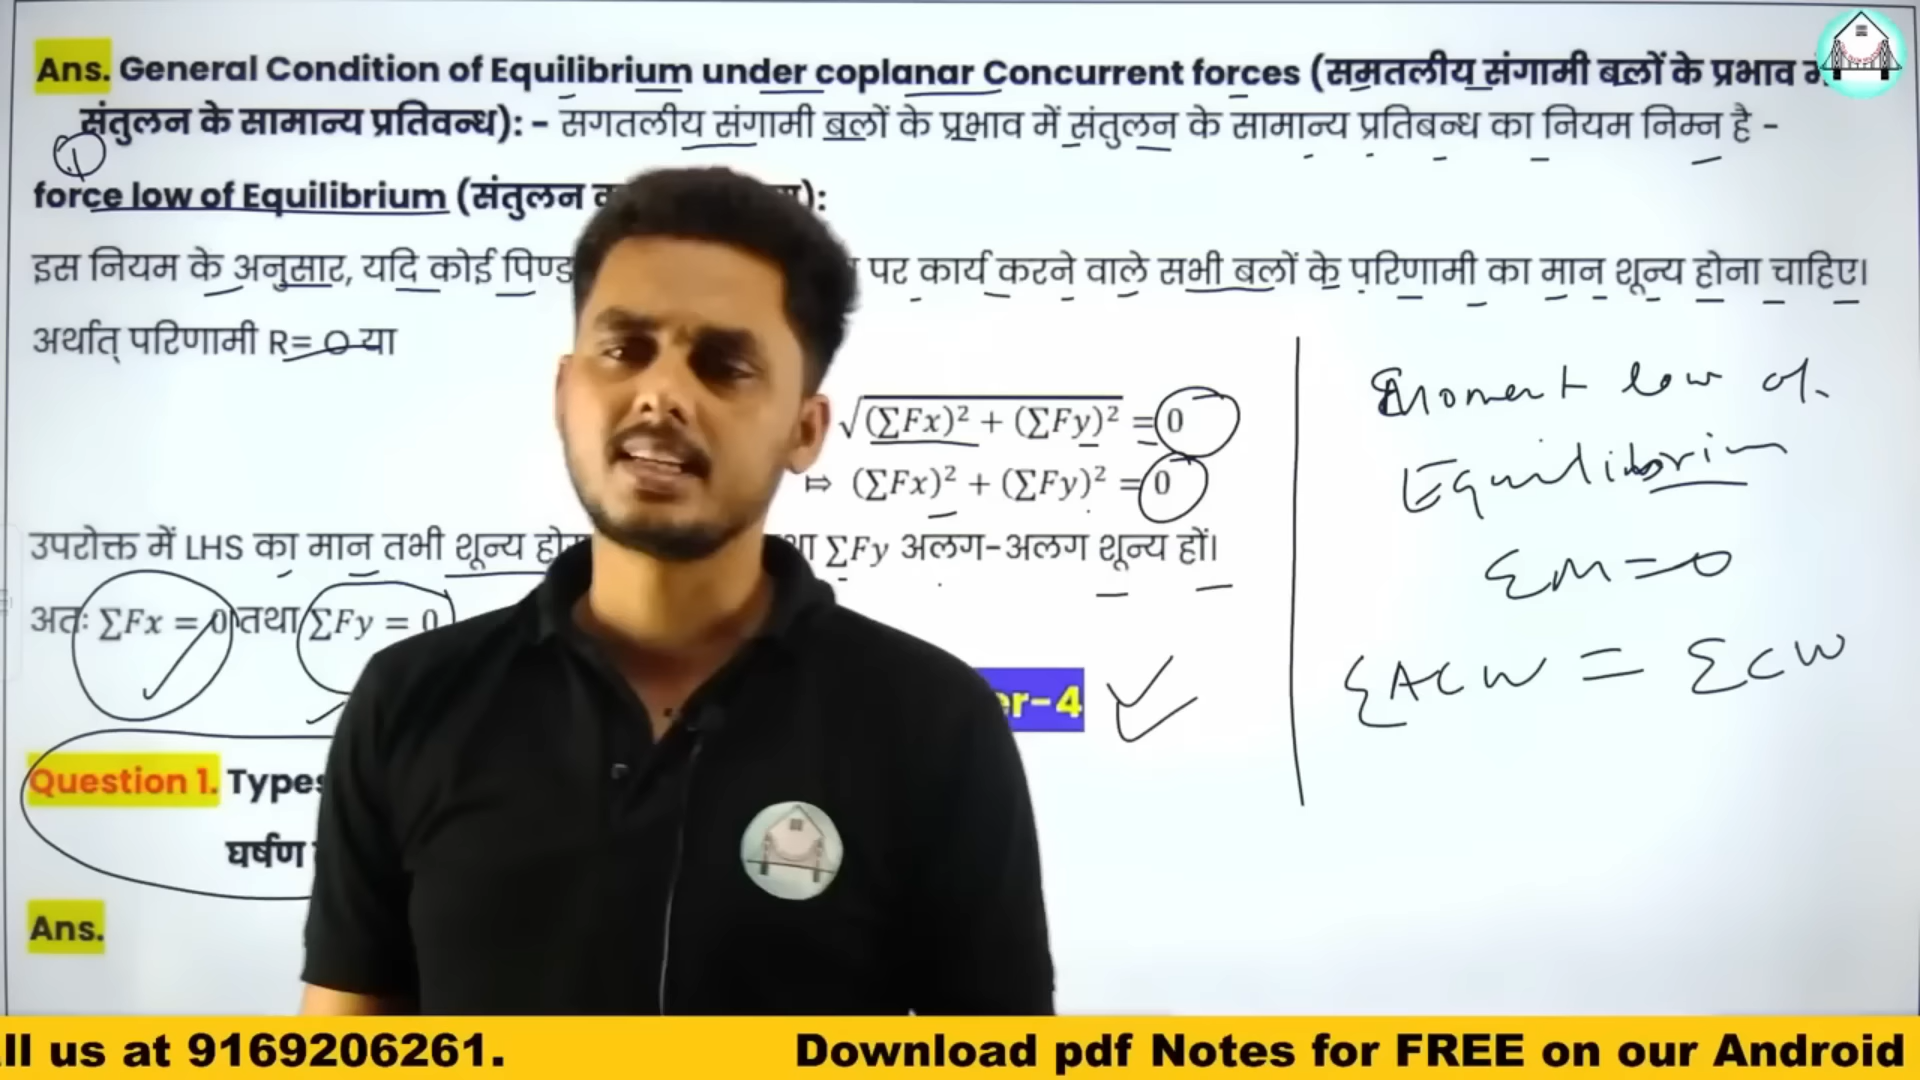 Ans. General Condition of Equilibrium under coplanar Concurrent forces (समतलीय संगामी बलों के प्रभाव में
संतुलन के सामान्य प्रतिवन्ध): - सगतलीय संगामी बलों के प्रभाव में संतुलन के सामान्य प्रतिबन्ध का नियम निम्न है -
1
force low of Equilibrium (संतुलन
):
इस नियम के अनुसार, यदि कोई पिण्ड
पर कार्य करने वाले सभी बलों के परिणामी का मान शून्य होना चाहिए।
अर्थात् परिणामी R= 0 या
√(∑Fx)² + (∑Fy)² = 0
⇨ (∑Fx)² + (∑Fy)² = 0
उपरोक्त में LHS का मान तभी शून्य
∑Fy अलग-अलग शून्य हों।
अतः ∑Fx = 0 तथा ∑Fy = 0
er-4
Moment low of
Equilibrium
∑M=0
∑ACW = ∑CW
Question 1. Types
घर्षण
Ans.
ll us at 9169206261.
Download pdf Notes for FREE on our Android